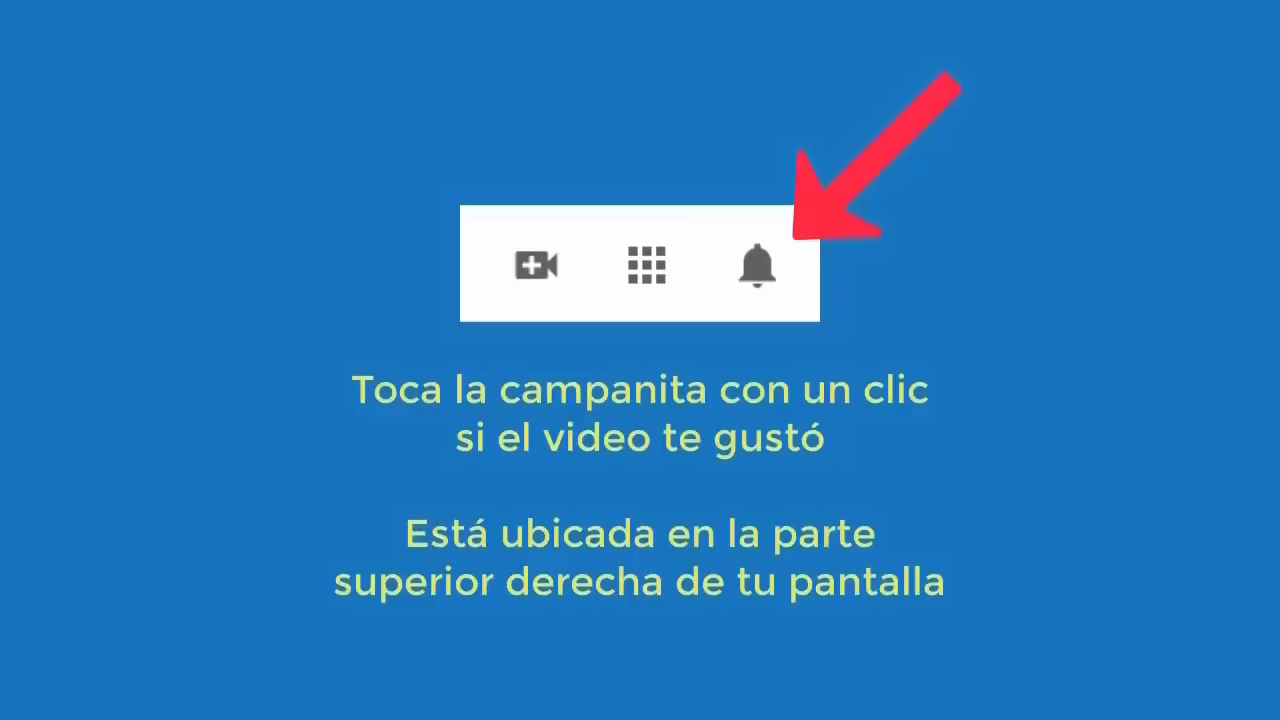 Toca la campanita con un clic
si el video te gustó
Está ubicada en la parte
superior derecha de tu pantalla